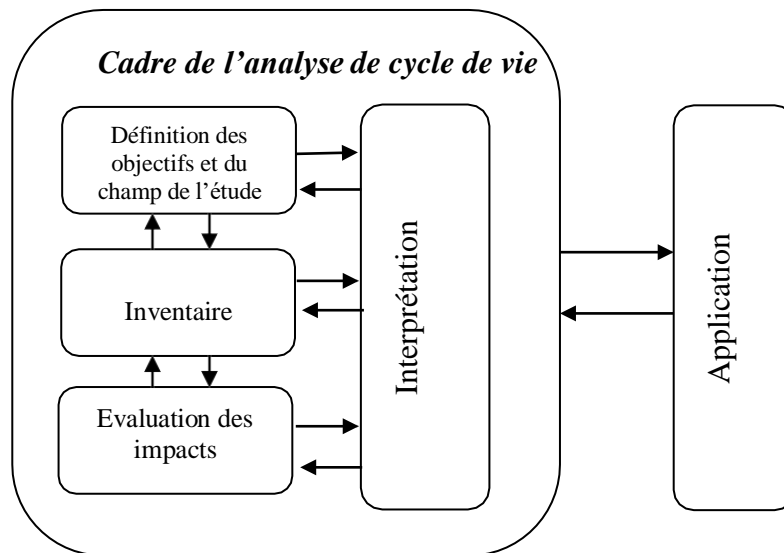 Cadre de l’analyse de cycle de vie
Définition des
objectifs et du
champ de l’étude
Inventaire
Evaluation des
impacts
Interprétation
Application